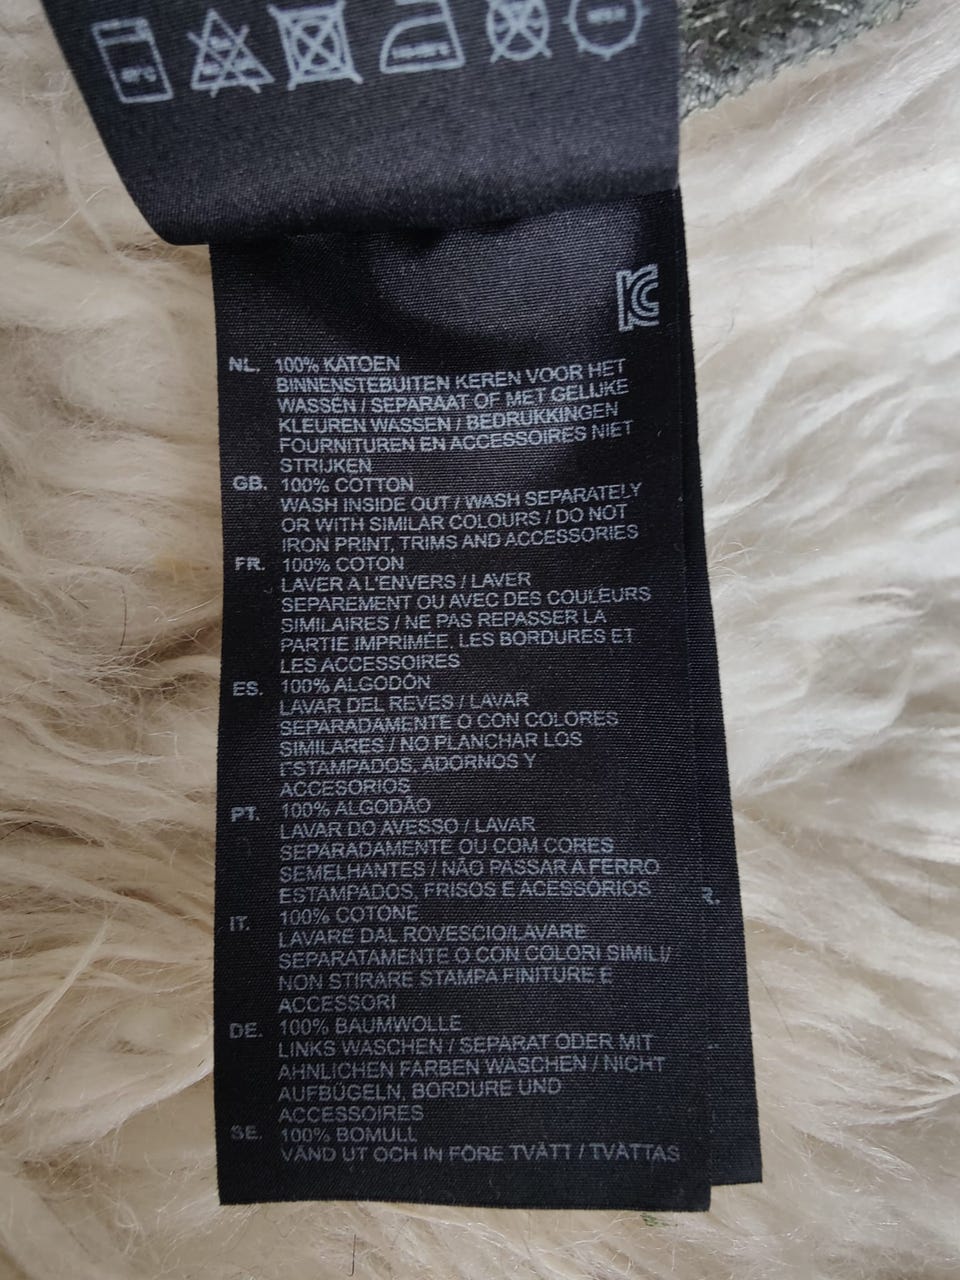 NL. 100% KATOEN
BINNENSTEBUITEN KEREN VOOR HET
WASSEN / SEPARAAT OF MET GELIJKE
KLEUREN WASSEN / BEDRUKKINGEN
FOURNITUREN EN ACCESSOIRES NIET
STRIJKEN
GB. 100% COTTON
WASH INSIDE OUT / WASH SEPARATELY
OR WITH SIMILAR COLOURS / DO NOT
IRON PRINT, TRIMS AND ACCESSORIES
FR. 100% COTON
LAVER A L'ENVERS / LAVER
SEPAREMENT OU AVEC DES COULEURS
SIMILAIRES / NE PAS REPASSER LA
PARTIE IMPRIMÉE, LES BORDURES ET
LES ACCESSOIRES
ES. 100% ALGODÓN
LAVAR DEL REVES / LAVAR
SEPARADAMENTE O CON COLORES
SIMILARES / NO PLANCHAR LOS
ESTAMPADOS, ADORNOS Y
ACCESORIOS
PT. 100% ALGODÃO
LAVAR DO AVESSO / LAVAR
SEPARADAMENTE OU COM CORES
SEMELHANTES / NÃO PASSAR A FERRO
ESTAMPADOS, FRISOS E ACESSÓRIOS
R.
IT. 100% COTONE
LAVARE DAL ROVESCIO/LAVARE
SEPARATAMENTE O CON COLORI SIMILI/
NON STIRARE STAMPA FINITURE E
ACCESSORI
DE. 100% BAUMWOLLE
LINKS WASCHEN / SEPARAT ODER MIT
ÄHNLICHEN FARBEN WASCHEN / NICHT
AUFBÜGELN, BORDURE UND
ACCESSOIRES
SE. 100% BOMULL
VÄND UT OCH IN FÖRE TVÄTT / TVÄTTAS